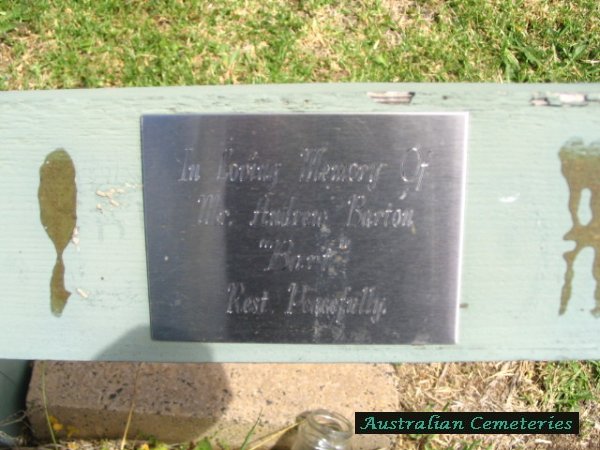 In Loving Memory Of
Mr. Andrew Barton
"Bart"
Rest Peacefully.
Australian Cemeteries